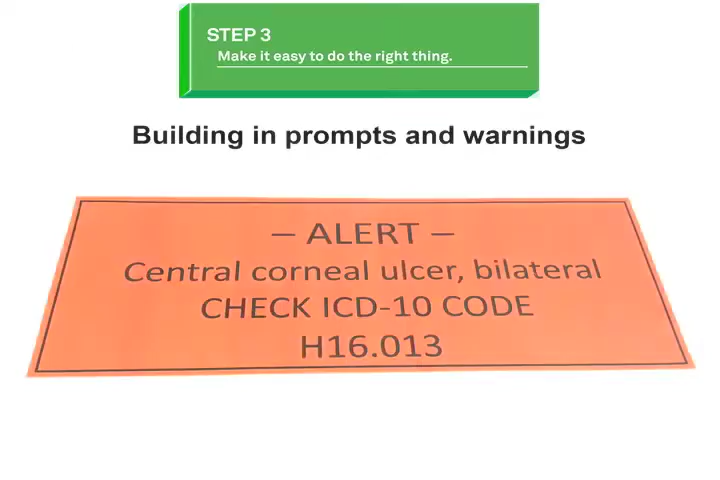 STEP 3
Make it easy to do the right thing.
Building in prompts and warnings
– ALERT –
Central corneal ulcer, bilateral
CHECK ICD-10 CODE
H16.013